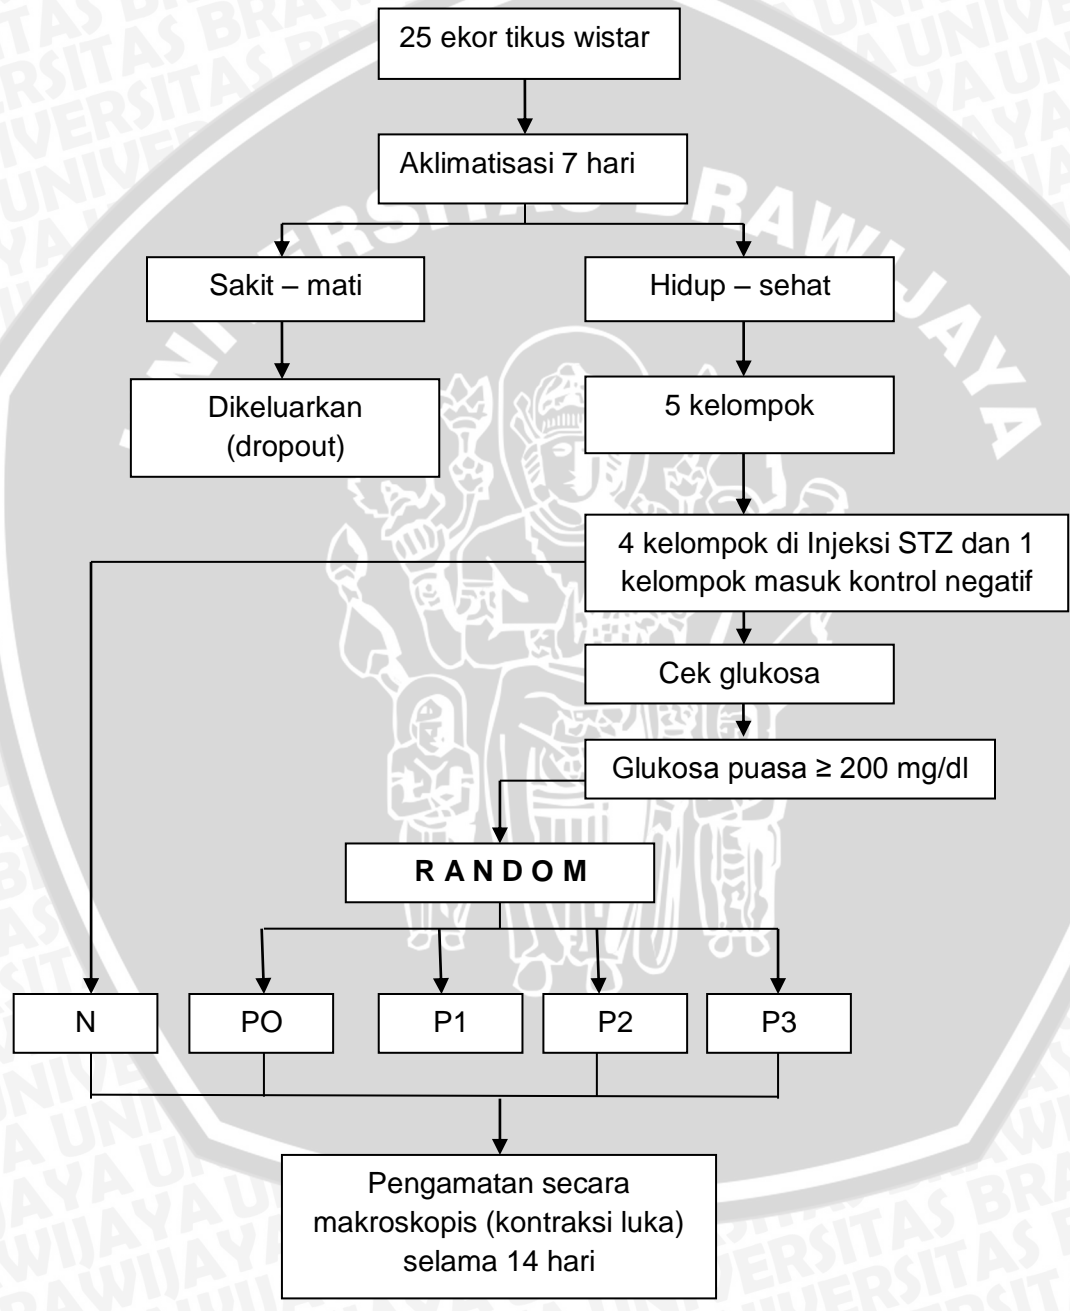 25 ekor tikus wistar
Aklimatisasi 7 hari
UNIVERSITAS BRAWIJAYA
Sakit – mati
Hidup – sehat
Dikeluarkan
(dropout)
5 kelompok
4 kelompok di Injeksi STZ dan 1
kelompok masuk kontrol negatif
Cek glukosa
Glukosa puasa ≥ 200 mg/dl
R A N D O M
N
PO
P1
P2
P3
Pengamatan secara
makroskopis (kontraksi luka)
selama 14 hari